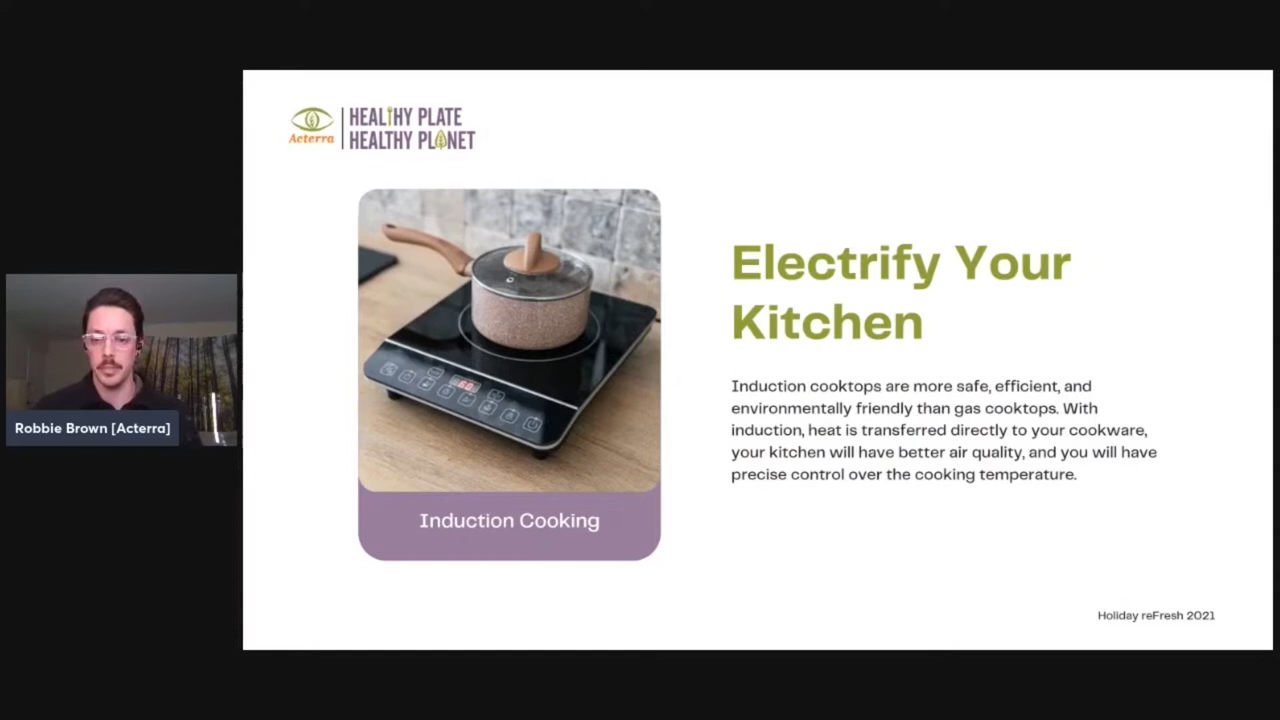 Acterra
HEALTHY PLATE
HEALTHY PLANET
Electrify Your
Kitchen
Induction cooktops are more safe, efficient, and
environmentally friendly than gas cooktops. With
induction, heat is transferred directly to your cookware,
your kitchen will have better air quality, and you will have
precise control over the cooking temperature.
Induction Cooking
Robbie Brown [Acterra]
Holiday reFresh 2021